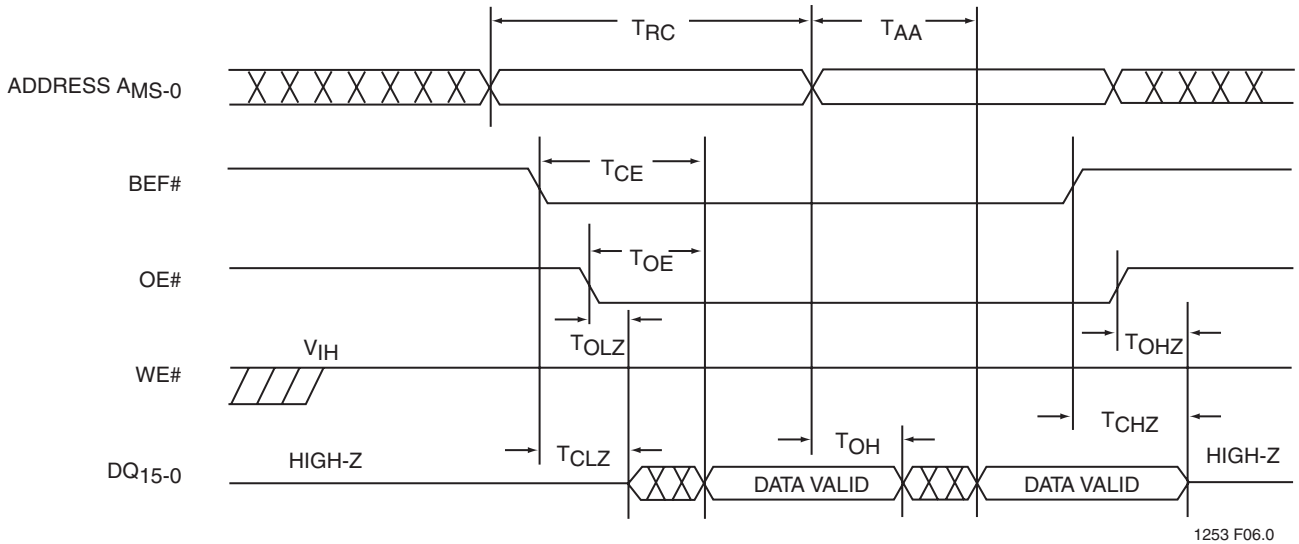 TRC
TAA
ADDRESS AMS-0
TCE
BEF#
TOE
OE#
TOLZ
TOHZ
VIH
WE#
TCHZ
TCLZ
TOH
HIGH-Z
HIGH-Z
DQ15-0
DATA VALID
DATA VALID
1253 F06.0